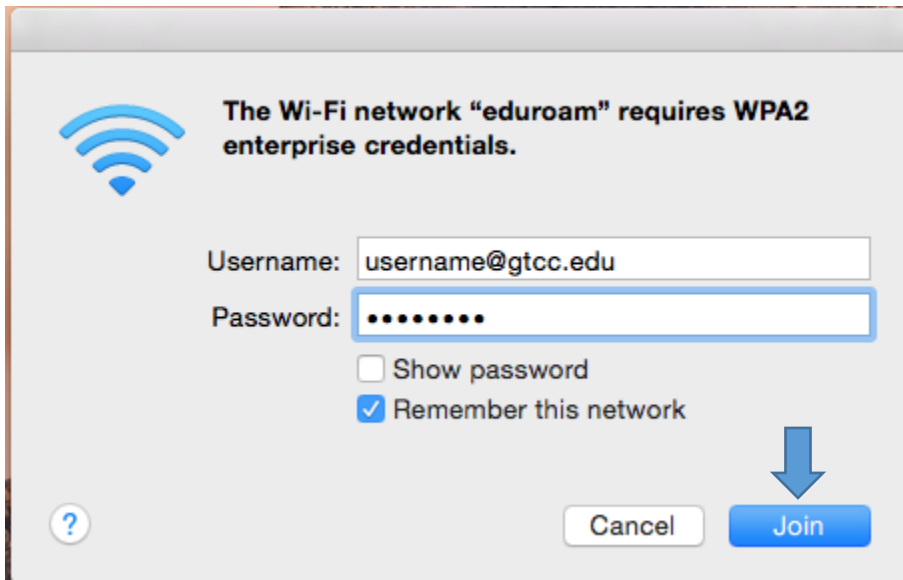 The Wi-Fi network “eduroam” requires WPA2
enterprise credentials.
Username: username@gtcc.edu
Password: ••••••••
Show password
Remember this network
? Cancel Join